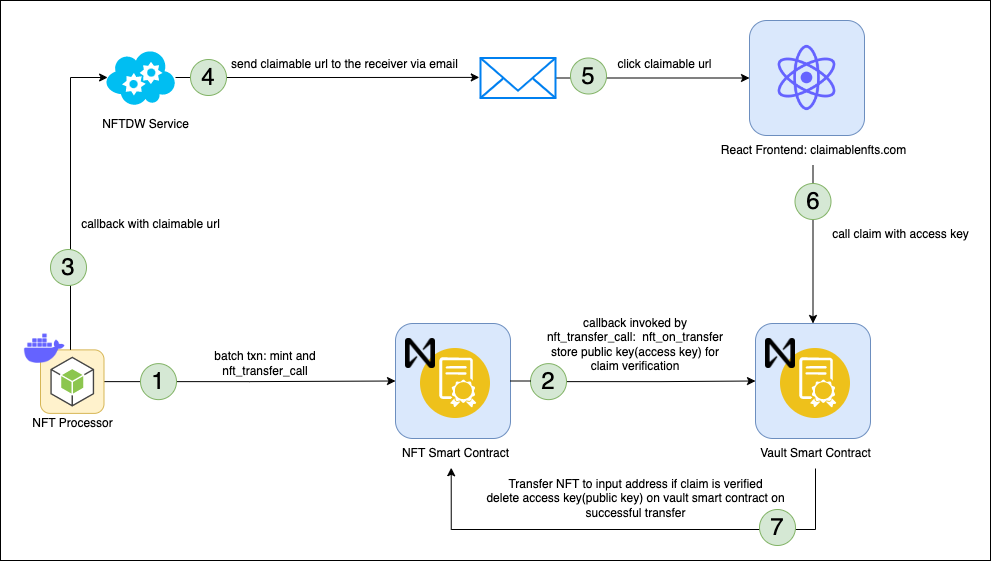 4
send claimable url to the receiver via email
5
click claimable url
NFTDW Service
React Frontend: claimablenfts.com
6
callback with claimable url
call claim with access key
3
callback invoked by
nft_transfer_call:  nft_on_transfer
store public key(access key) for
claim verification
batch txn: mint and
nft_transfer_call
1
2
NFT Processor
NFT Smart Contract
Vault Smart Contract
Transfer NFT to input address if claim is verified
delete access key(public key) on vault smart contract on
successful transfer
7